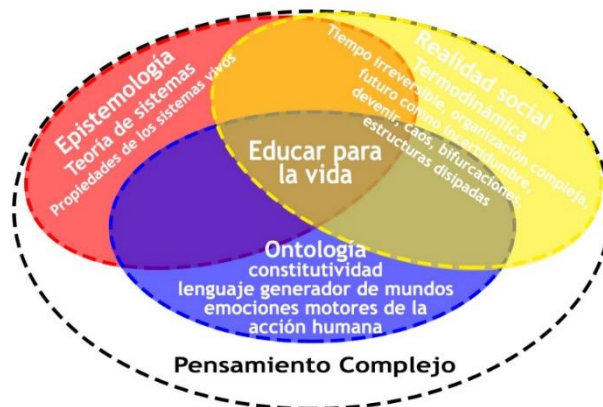 Epistemología
Teoría de sistemas
Propiedades de los sistemas vivos
Realidad social
Termodinámica
Tiempo irreversible, organización compleja,
futuro como incertidumbre,
devenir, caos, bifurcaciones,
estructuras disipadas
Educar para
la vida
Ontología
constitutividad
lenguaje generador de mundos
emociones motores de la
acción humana
Pensamiento Complejo